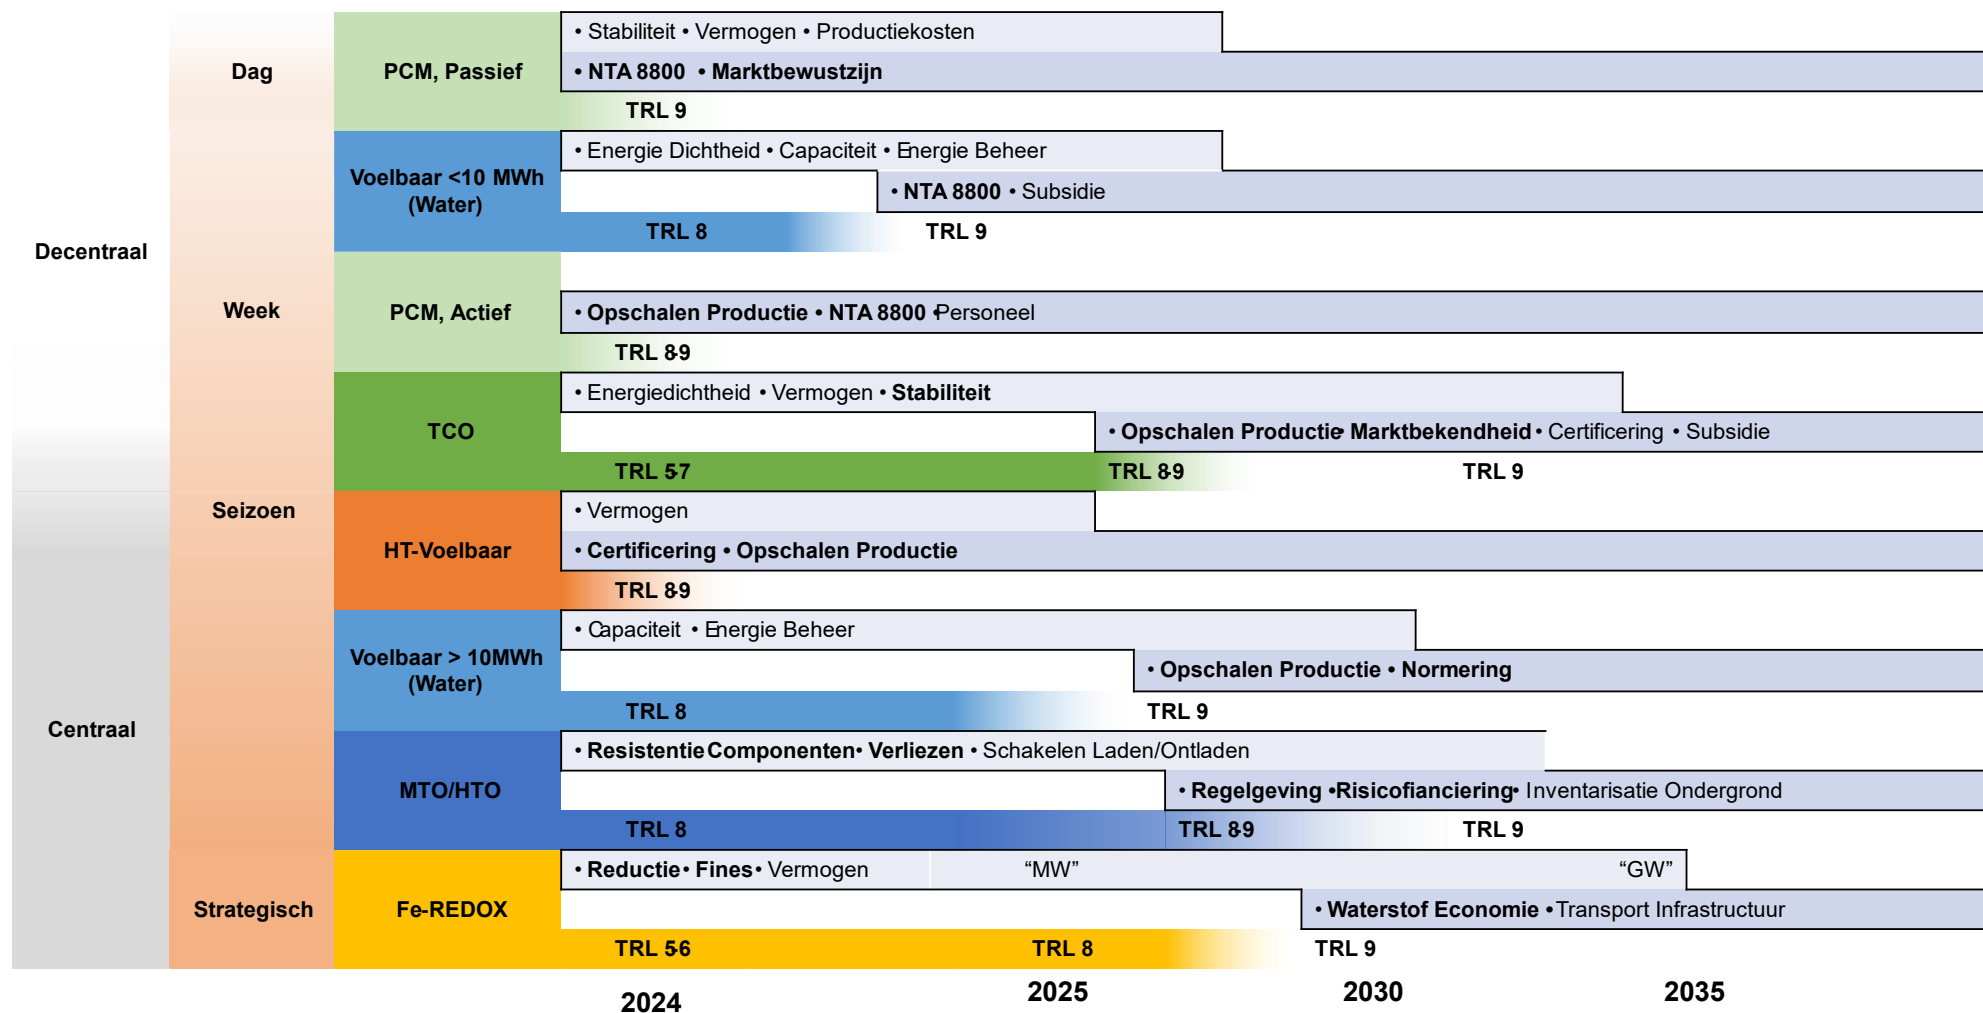 Decentraal
Centraal
Dag
Week
Seizoen
Strategisch
PCM, Passief
• Stabiliteit • Vermogen • Productiekosten
• NTA 8800 • Marktbewustzijn
TRL 9
Voelbaar <10 MWh
(Water)
• Energie Dichtheid • Capaciteit • Energie Beheer
• NTA 8800 • Subsidie
TRL 8
TRL 9
PCM, Actief
• Opschalen Productie • NTA 8800 •Personeel
TRL 8-9
TCO
• Energiedichtheid • Vermogen • Stabiliteit
• Opschalen Productie• Marktbekendheid • Certificering • Subsidie
TRL 5-7
TRL 8-9
TRL 9
HT-Voelbaar
• Vermogen
• Certificering • Opschalen Productie
TRL 8-9
Voelbaar > 10MWh
(Water)
• Capaciteit • Energie Beheer
• Opschalen Productie • Normering
TRL 8
TRL 9
MTO/HTO
• Resistentie Componenten• Verliezen • Schakelen Laden/Ontladen
• Regelgeving •Risicofianciering• Inventarisatie Ondergrond
TRL 8
TRL 8-9
TRL 9
Fe-REDOX
• Reductie • Fines • Vermogen
“MW”
“GW”
• Waterstof Economie •Transport Infrastructuur
TRL 5-6
TRL 8
TRL 9
2024
2025
2030
2035